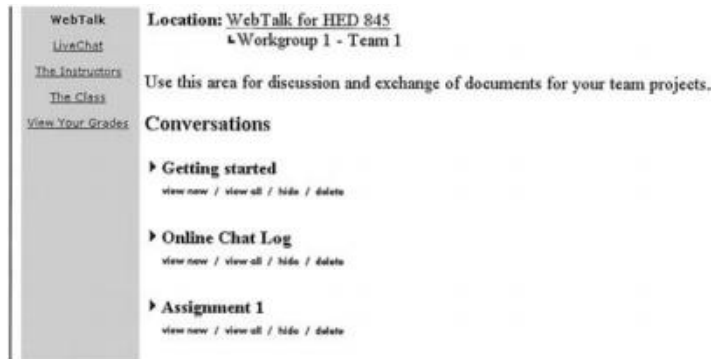 WebTalk
LiveChat
The Instructors
The Class
View Your Grades
Location: WebTalk for HED 845
Workgroup 1 - Team 1
Use this area for discussion and exchange of documents for your team projects.
Conversations
Getting started
view new / view all / hide / delete
Online Chat Log
view new / view all / hide / delete
Assignment 1
view new / view all / hide / delete